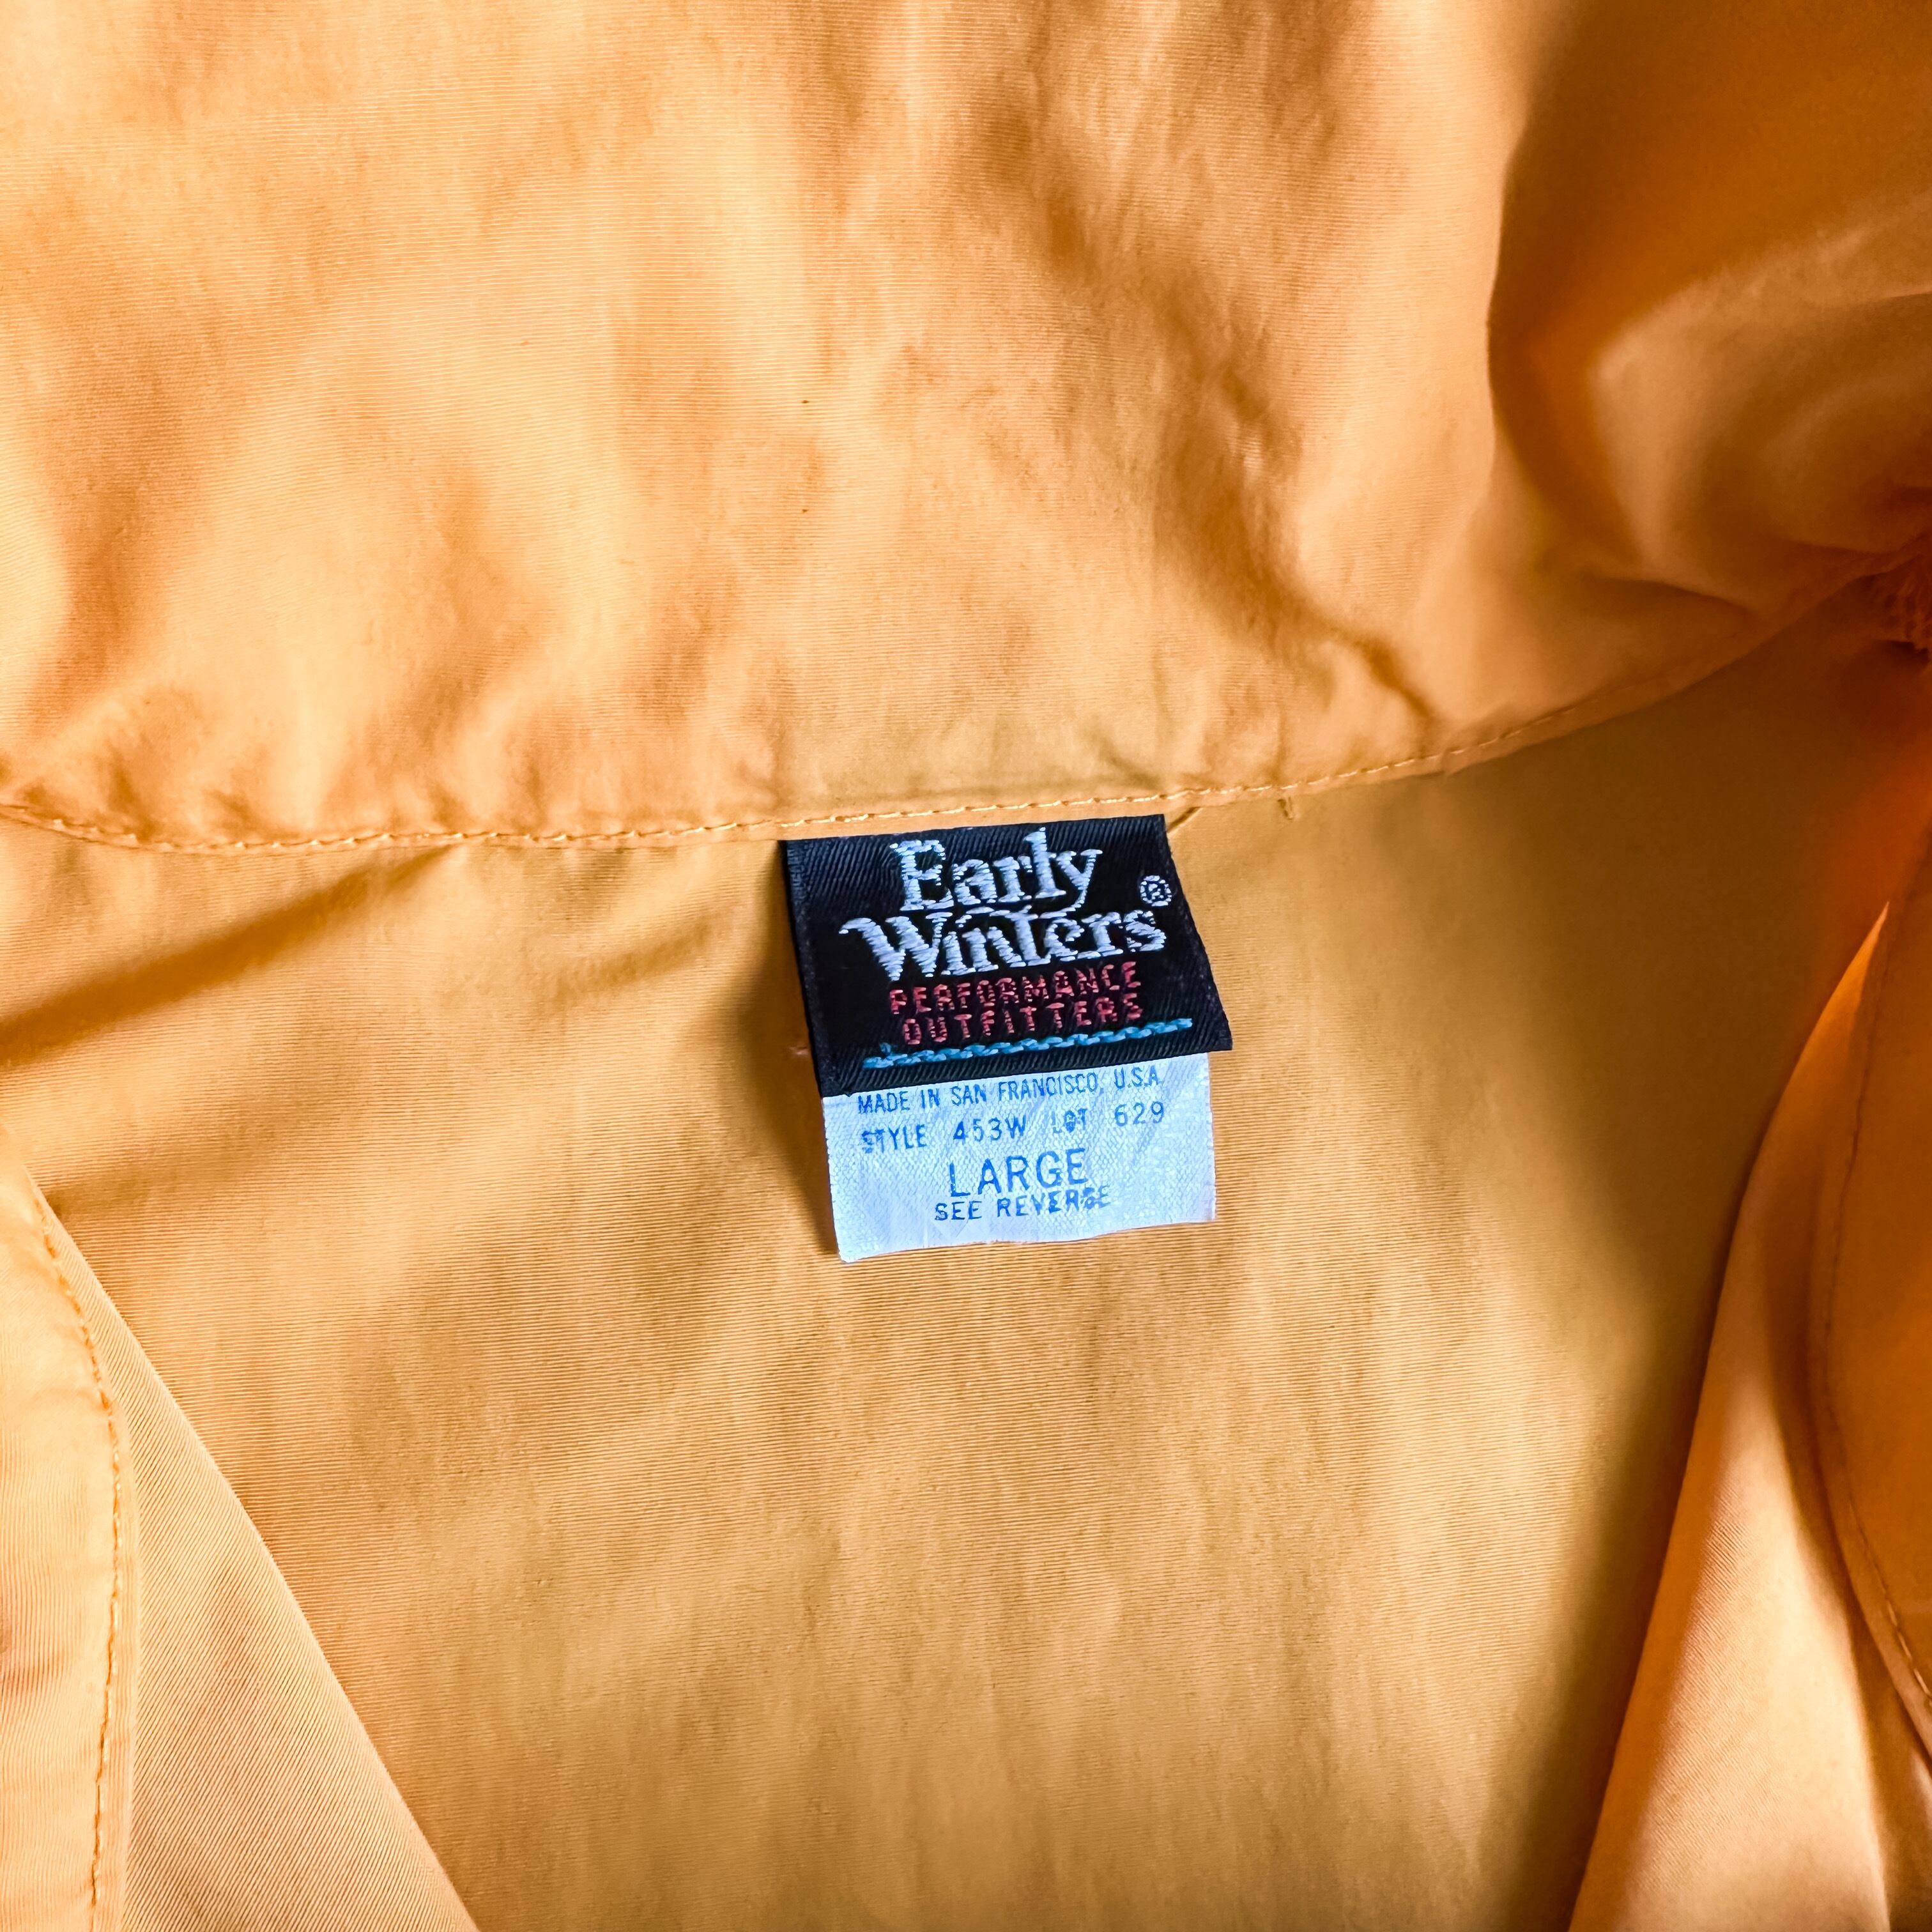 Early
Winters®
PERFORMANCE
OUTFITTERS
MADE IN SAN FRANCISCO, U.S.A.
STYLE 453W LOT 629
LARGE
SEE REVERSE